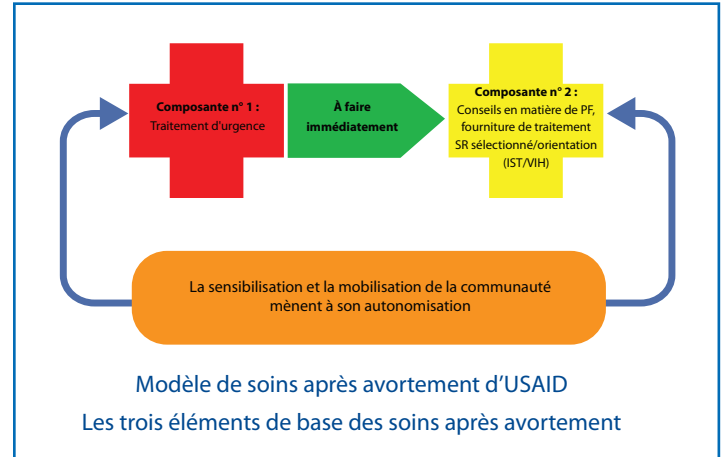 Composante n° 1 :
Traitement d'urgence
À faire
immédiatement
Composante n° 2 :
Conseils en matière de PF,
fourniture de traitement
SR sélectionné/orientation
(IST/VIH)
La sensibilisation et la mobilisation de la communauté
mènent à son autonomisation
Modèle de soins après avortement d’USAID
Les trois éléments de base des soins après avortement